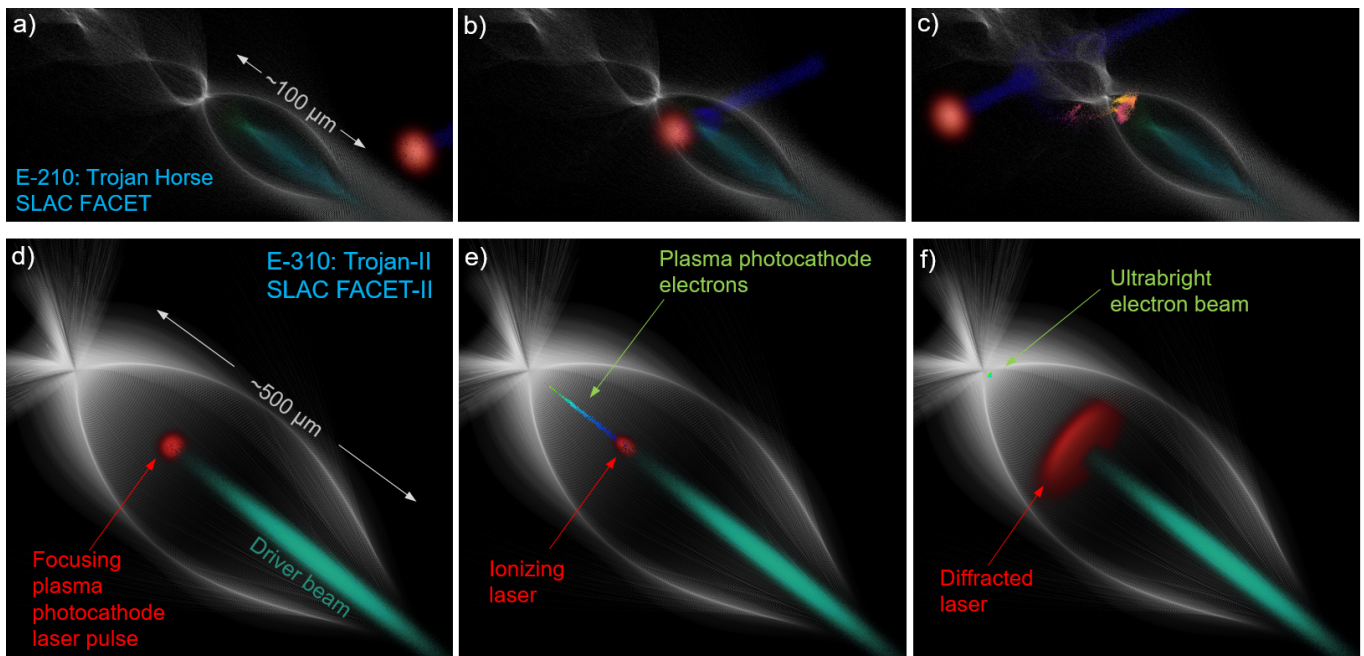 a)
~100 µm
E-210: Trojan Horse
SLAC FACET
b)
c)
d)
E-310: Trojan-II
SLAC FACET-II
~500 µm
Focusing
plasma
photocathode
laser pulse
Driver beam
e)
Plasma photocathode
electrons
Ionizing
laser
f)
Ultrabright
electron beam
Diffracted
laser